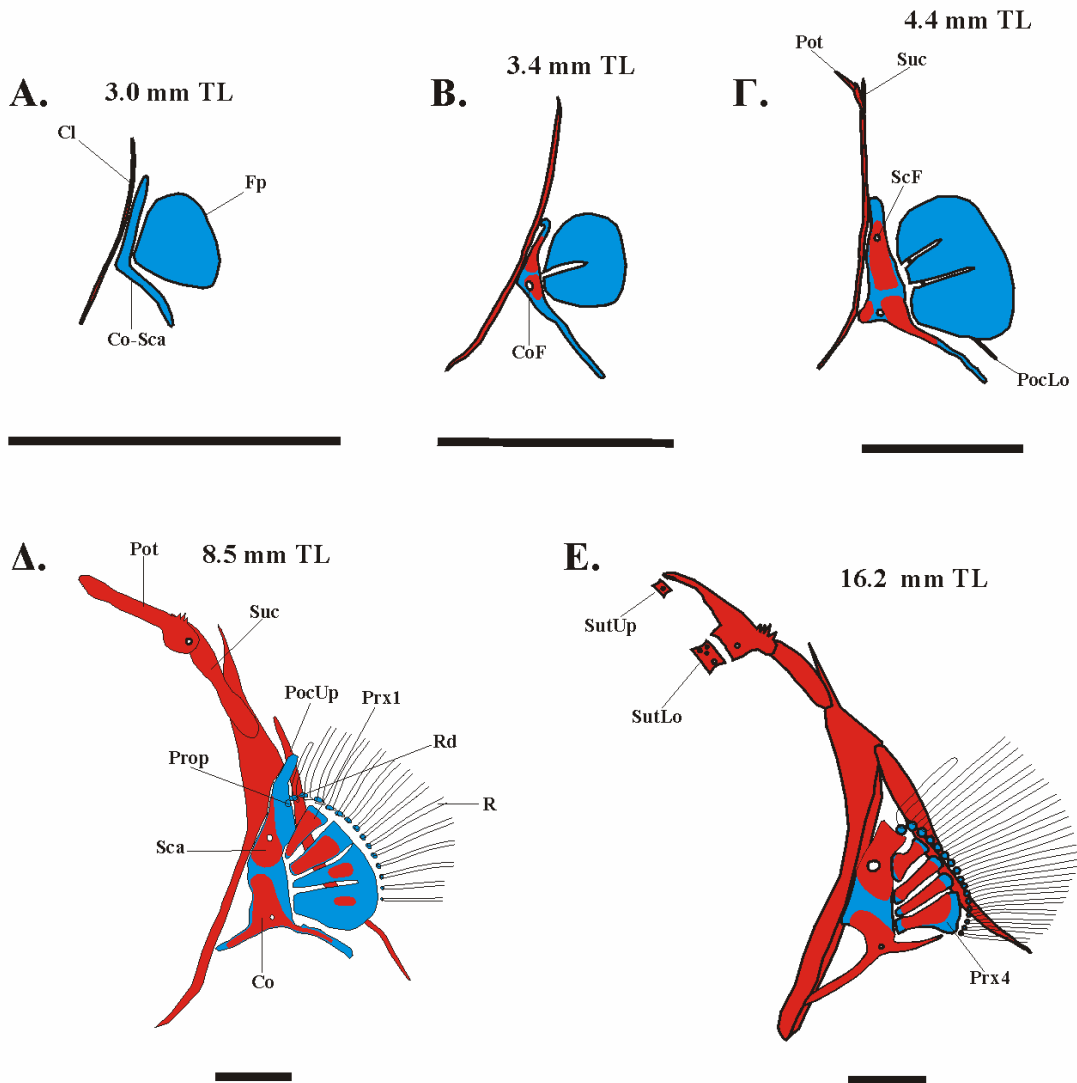 Α.
3.0 mm TL
Cl
Fp
Co-Sca
Β.
3.4 mm TL
CoF
Γ.
4.4 mm TL
Pot
Suc
ScF
PocLo
Δ.
8.5 mm TL
Pot
Suc
PocUp
Prx1
Prop
Rd
R
Sca
Co
Ε.
16.2 mm TL
SutUp
SutLo
Prx4